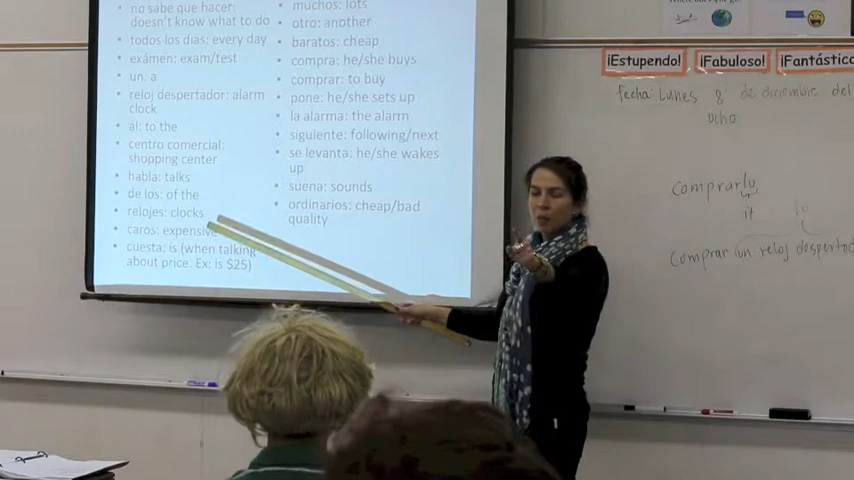 no sabe que hacer:
doesn't know what to do
todos los dias: every day
exámen: exam/test
un: a
reloj despertador: alarm
clock
al: to the
centro comercial:
shopping center
habla: talks
de los: of the
relojes: clocks
caros: expensive
cuesta: is (when talking
about price. Ex: is $25)
muchos: lots
otro: another
baratos: cheap
compra: he/she buys
comprar: to buy
pone: he/she sets up
la alarma: the alarm
siguiente: following/next
se levanta: he/she wakes
up
suena: sounds
ordinarios: cheap/bad
quality
¡Estupendo! ¡Fabuloso! ¡Fantástico
fecha: Lunes 8 de diciembre del
ocho
Comprarlo
it lo
Comprar un reloj despertad